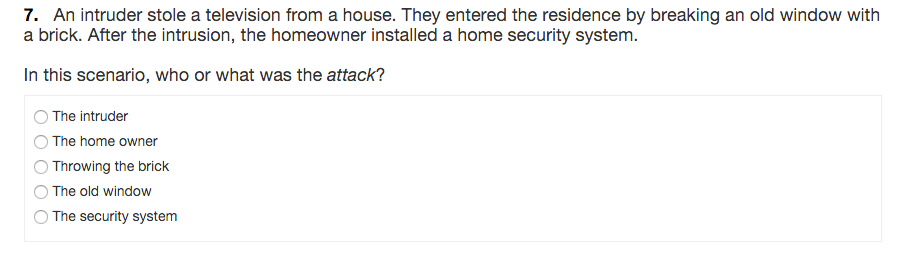 7. An intruder stole a television from a house. They entered the residence by breaking an old window with
a brick. After the intrusion, the homeowner installed a home security system.
In this scenario, who or what was the attack?
The intruder
The home owner
Throwing the brick
The old window
The security system